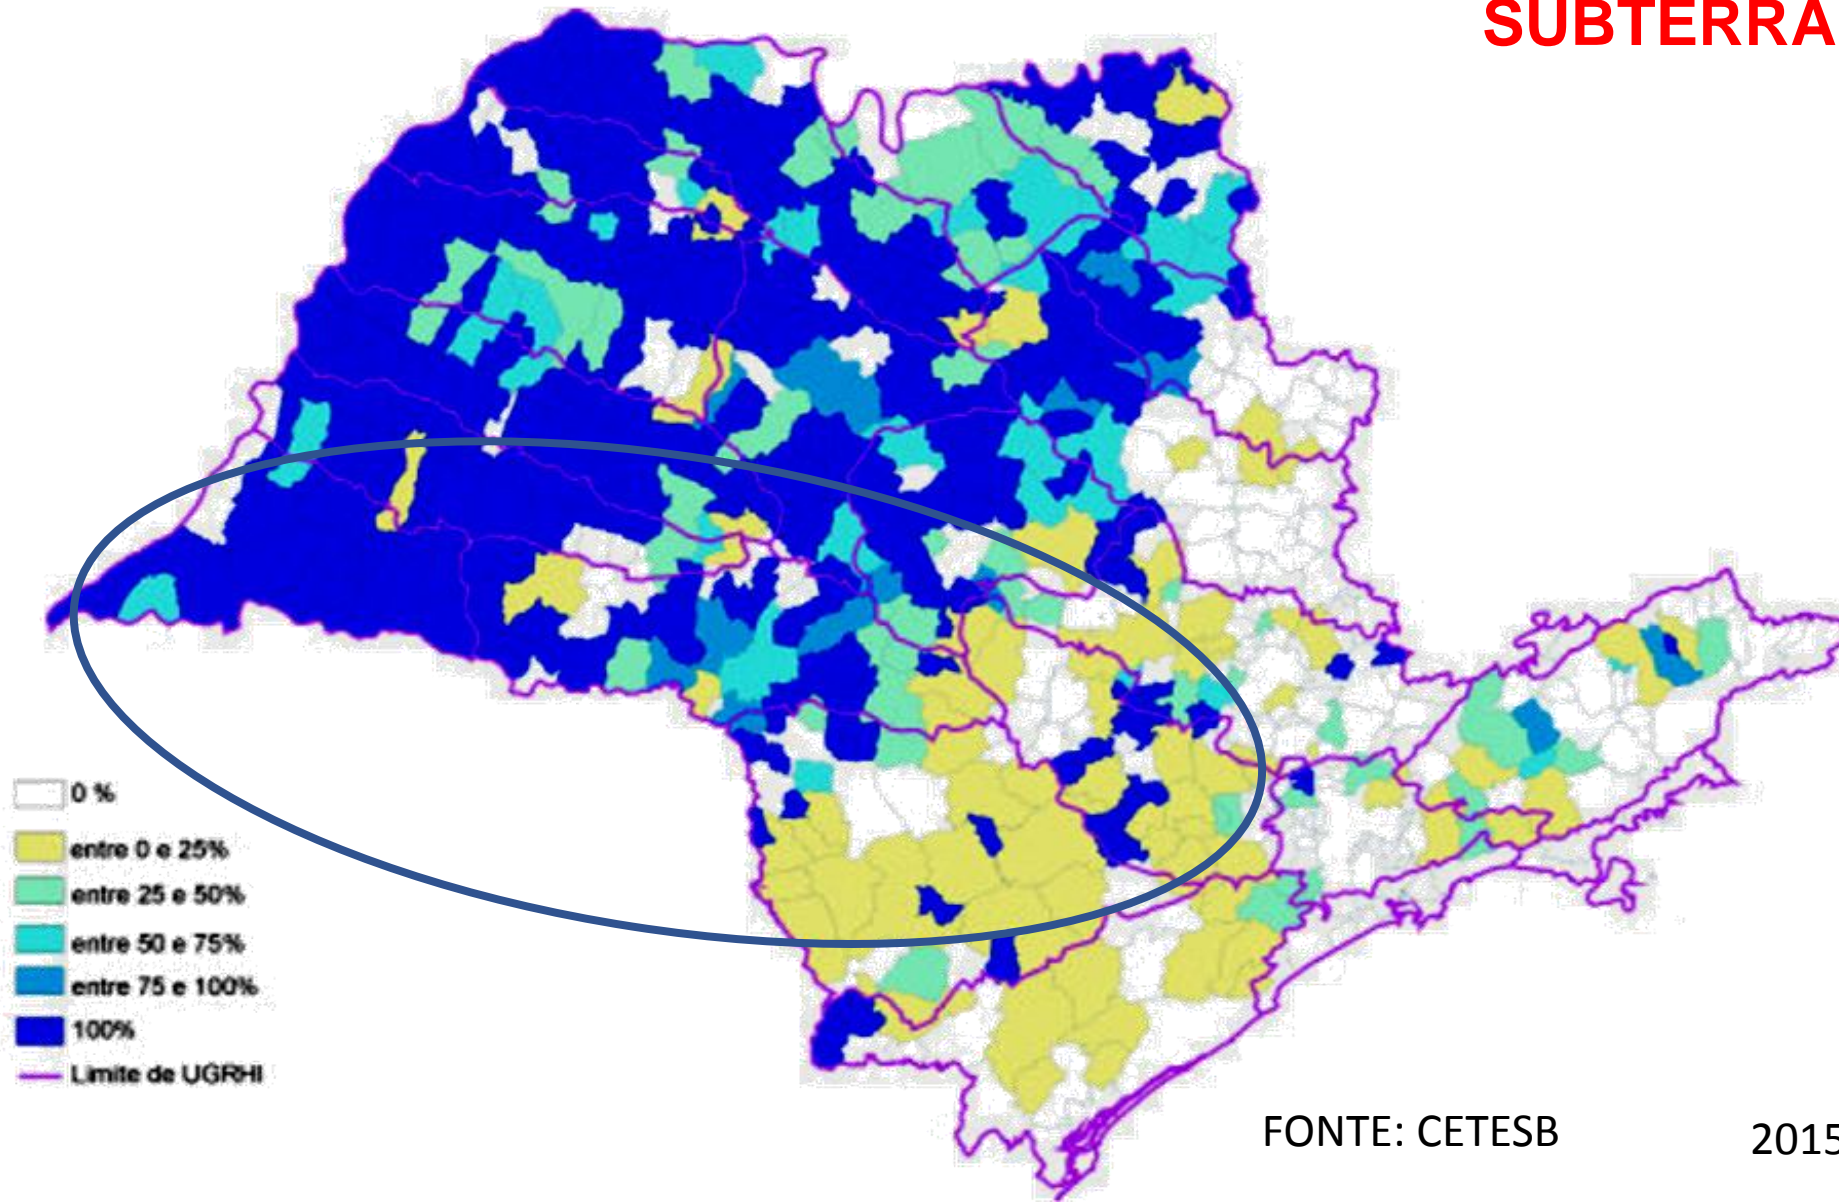 SUBTERRA
0 %
entre 0 e 25%
entre 25 e 50%
entre 50 e 75%
entre 75 e 100%
100%
Limite de UGRHI
FONTE: CETESB
2015